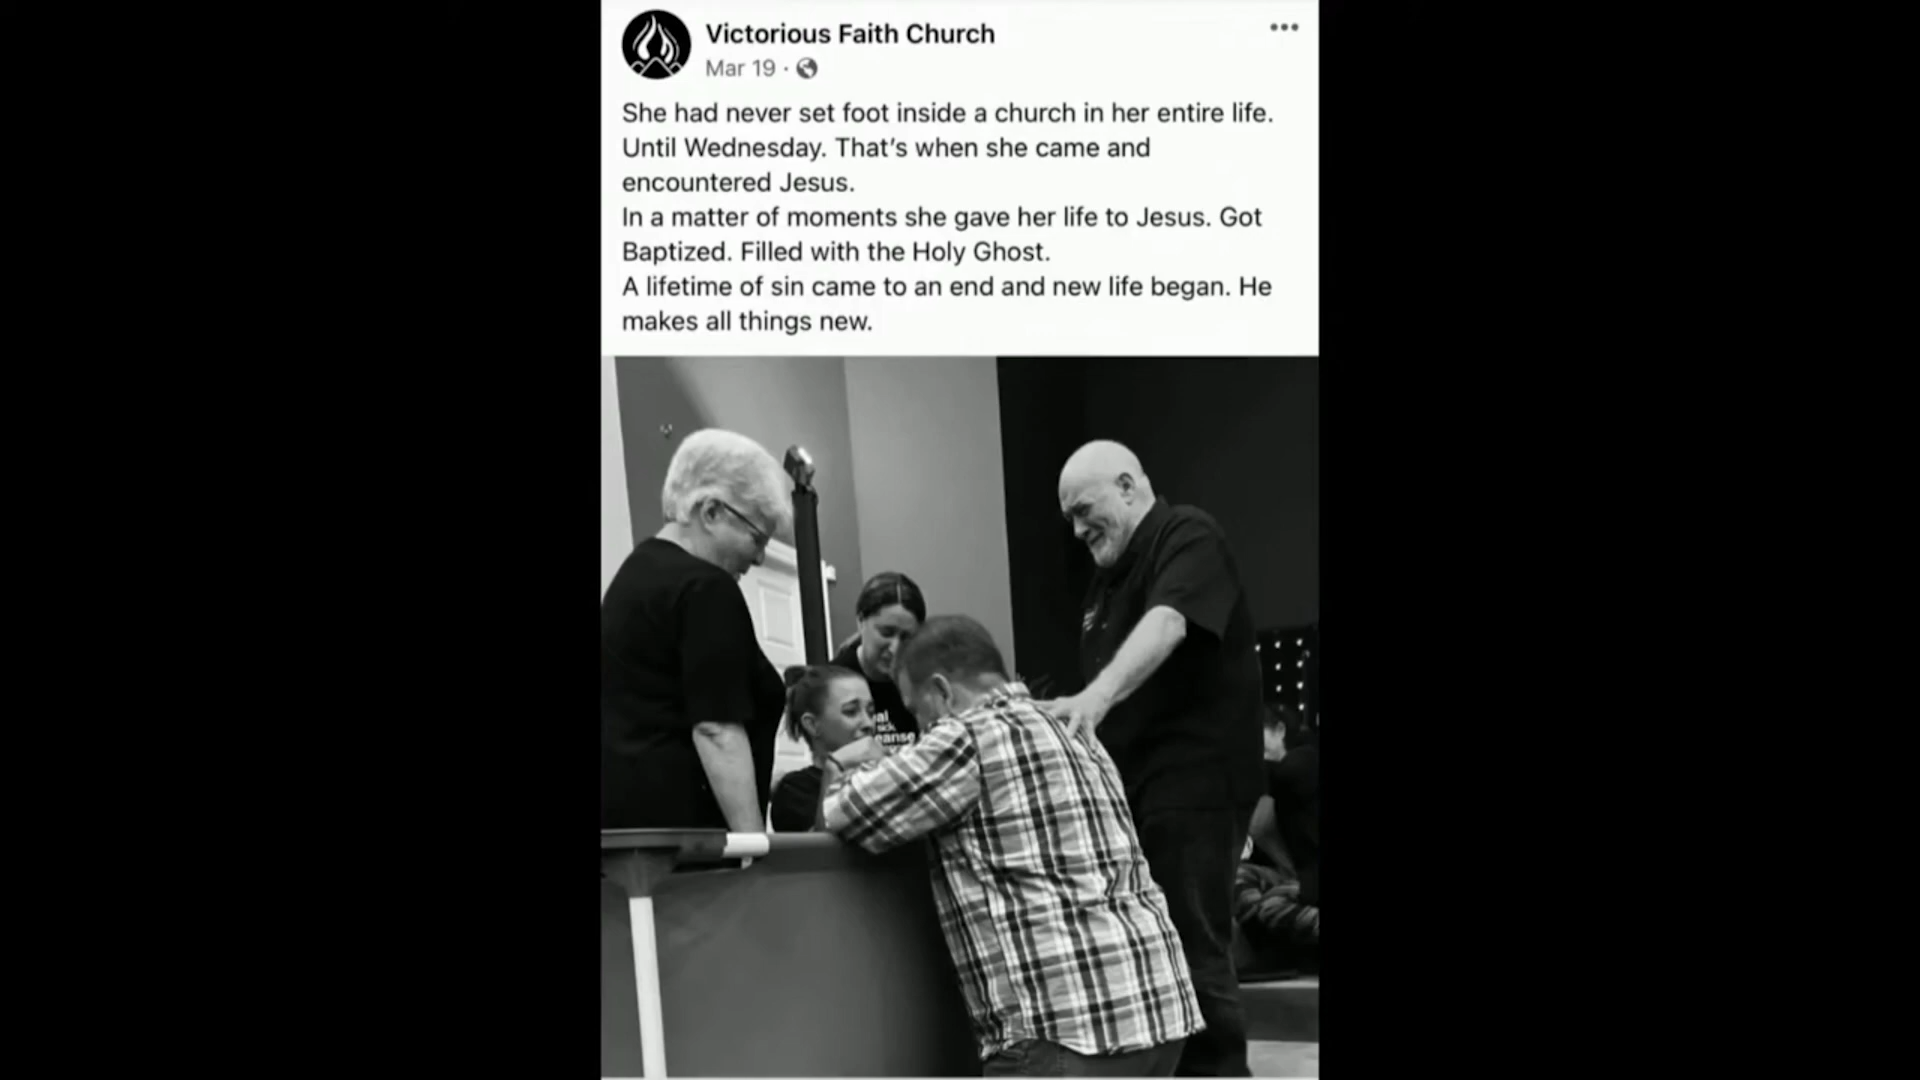 Victorious Faith Church
Mar 19 ·
She had never set foot inside a church in her entire life.
Until Wednesday. That's when she came and
encountered Jesus.
In a matter of moments she gave her life to Jesus. Got
Baptized. Filled with the Holy Ghost.
A lifetime of sin came to an end and new life began. He
makes all things new.